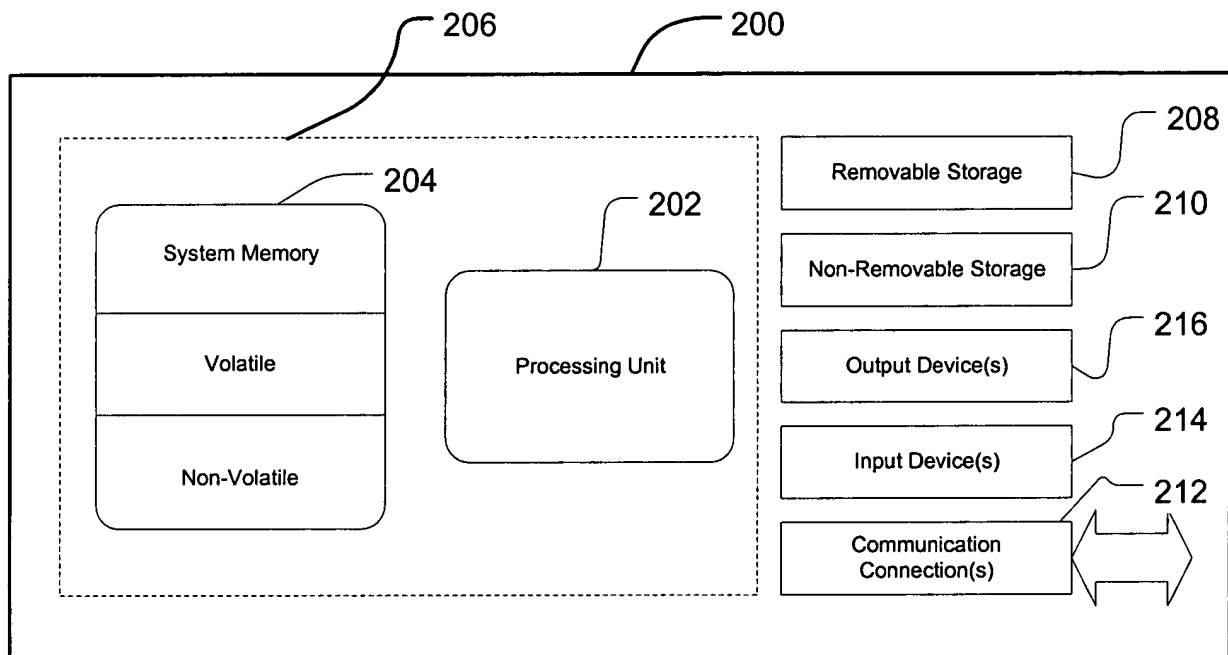 206
200
208
Removable Storage
204
202
210
System Memory
Non-Removable Storage
216
Volatile
Processing Unit
Output Device(s)
214
Non-Volatile
Input Device(s)
212
Communication
Connection(s)